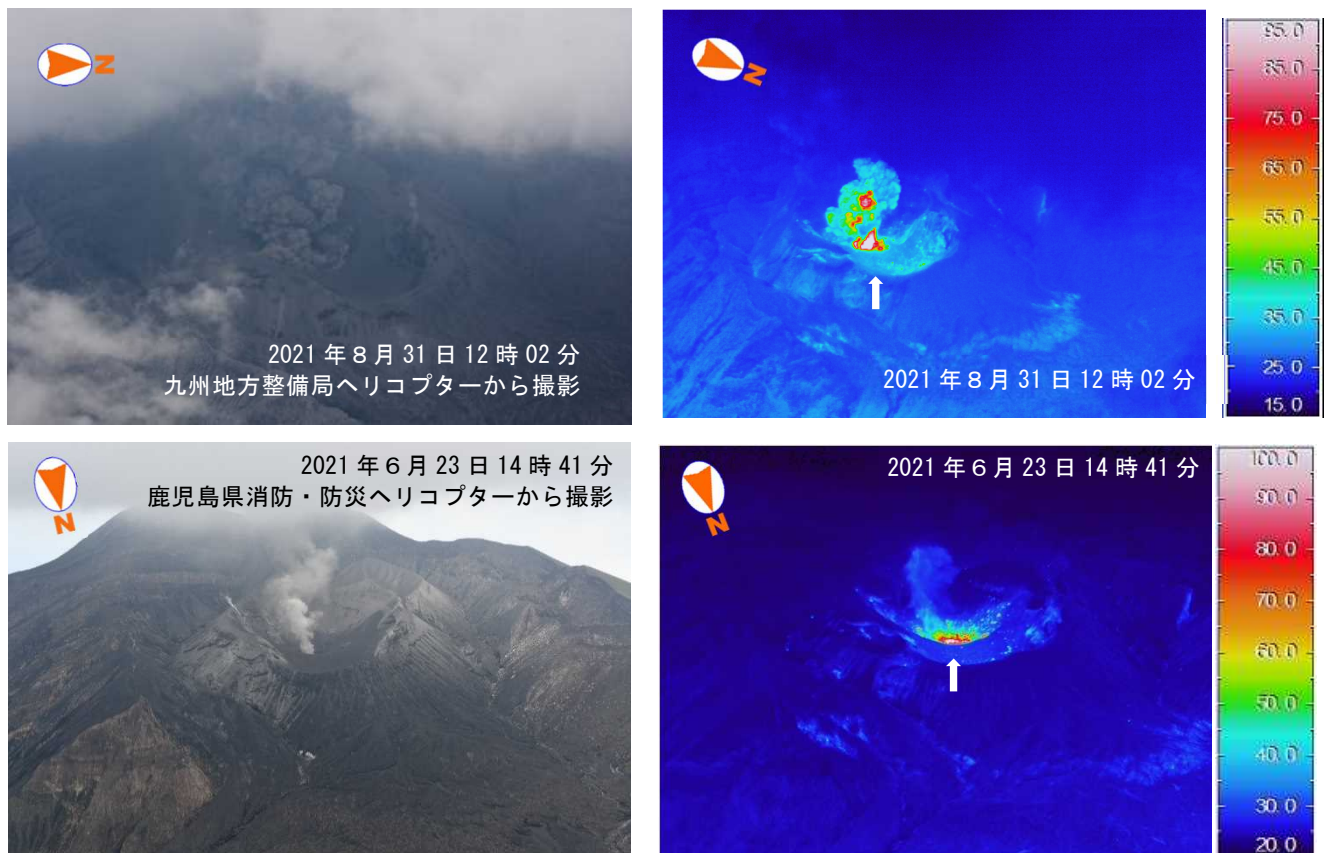 N
2021年8月31日12時02分
九州地方整備局ヘリコプターから撮影
N
2021年8月31日12時02分
95.0
85.0
75.0
65.0
55.0
45.0
35.0
25.0
15.0
2021年6月23日14時41分
鹿児島県消防・防災ヘリコプターから撮影
N
2021年6月23日14時41分
N
100.0
90.0
80.0
70.0
60.0
50.0
40.0
30.0
20.0